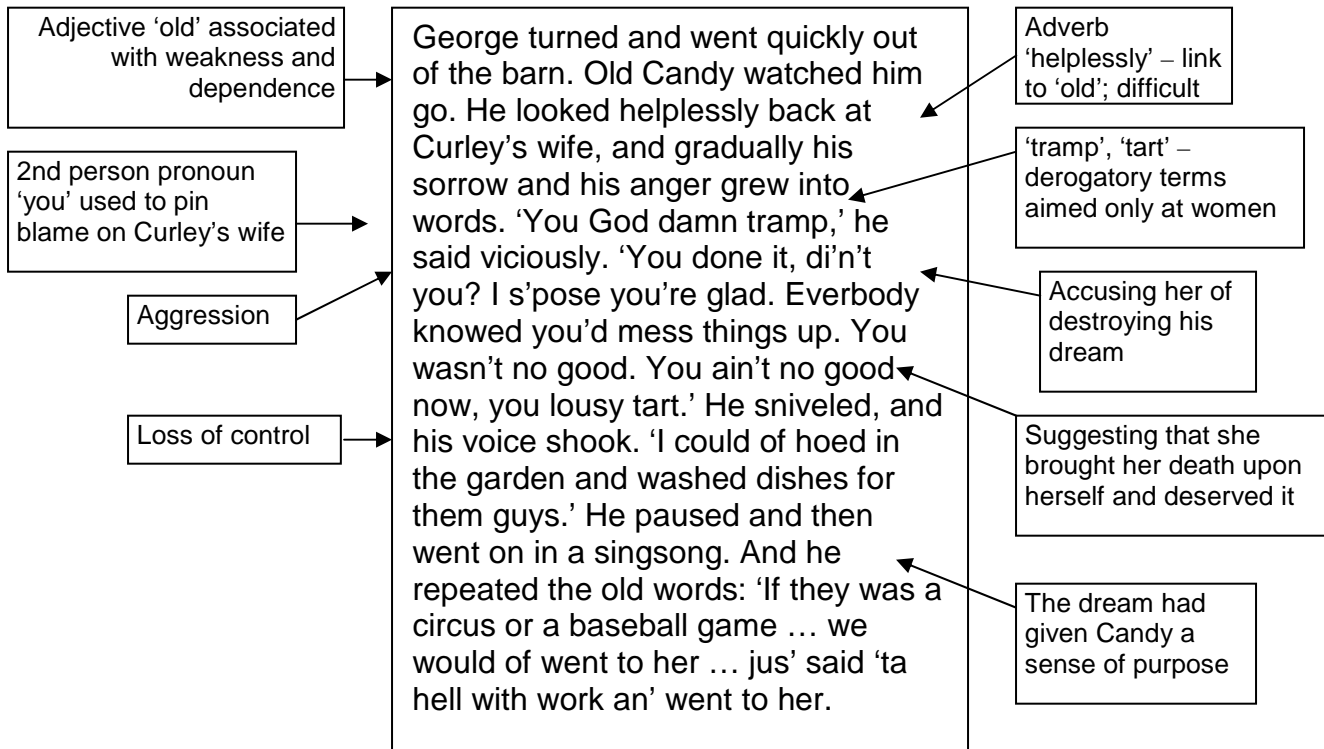 Adjective ‘old’ associated
with weakness and
dependence
2nd person pronoun
‘you’ used to pin
blame on Curley’s wife
Aggression
Loss of control
George turned and went quickly out
of the barn. Old Candy watched him
go. He looked helplessly back at
Curley’s wife, and gradually his
sorrow and his anger grew into
words. ‘You God damn tramp,’ he
said viciously. ‘You done it, di’n’t
you? I s’pose you’re glad. Everbody
knowed you’d mess things up. You
wasn’t no good. You ain’t no good
now, you lousy tart.’ He sniveled, and
his voice shook. ‘I could of hoed in
the garden and washed dishes for
them guys.’ He paused and then
went on in a singsong. And he
repeated the old words: ‘If they was a
circus or a baseball game … we
would of went to her … jus’ said ‘ta
hell with work an’ went to her.
Adverb
‘helplessly’ – link
to ‘old’; difficult
‘tramp’, ‘tart’ –
derogatory terms
aimed only at women
Accusing her of
destroying his
dream
Suggesting that she
brought her death upon
herself and deserved it
The dream had
given Candy a
sense of purpose